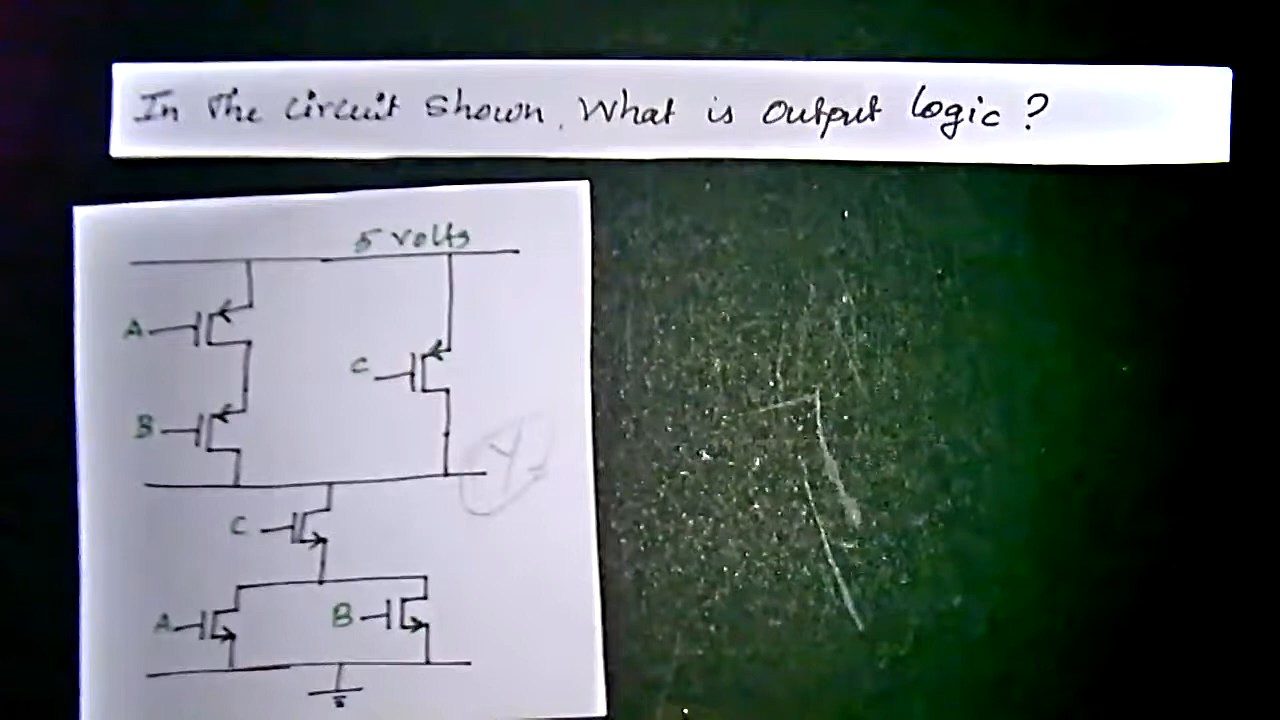 In The circuit shown, What is output logic ?
5 volts
A
C
B
Y
C
A
B